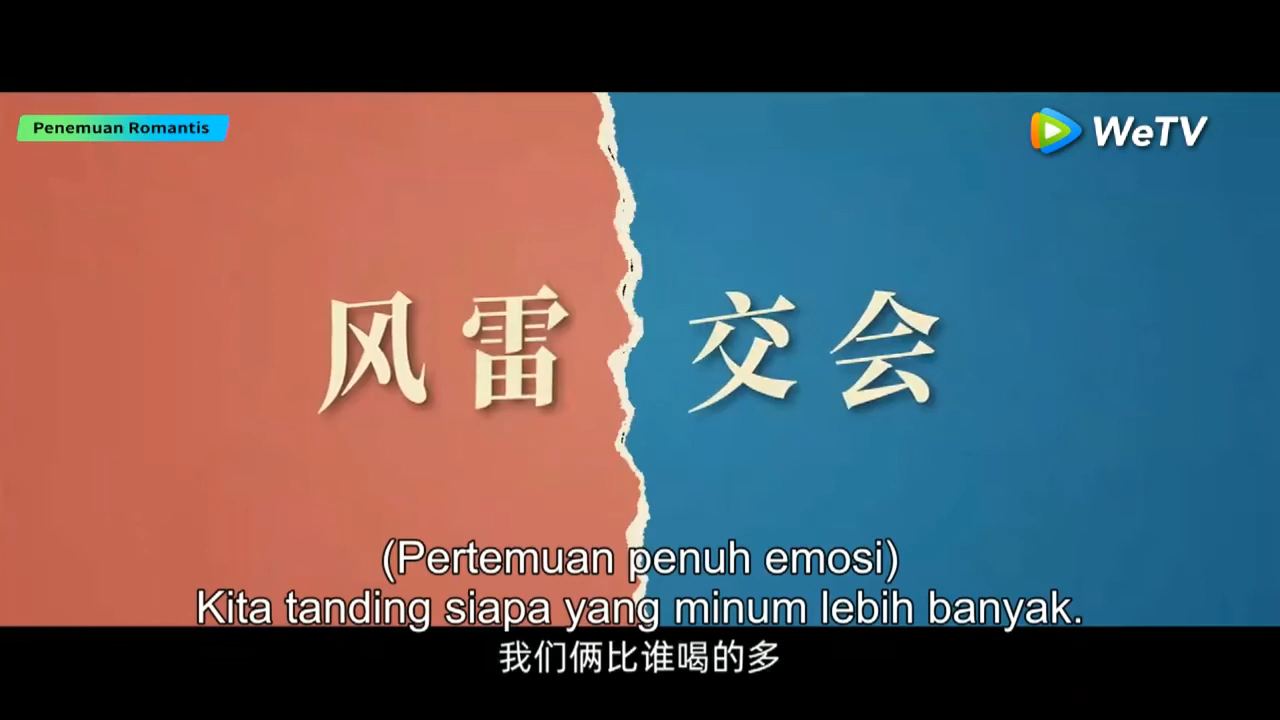 Penemuan Romantis
WeTV
风雷交会
(Pertemuan penuh emosi)
Kita tanding siapa yang minum lebih banyak.
我们俩比谁喝的多